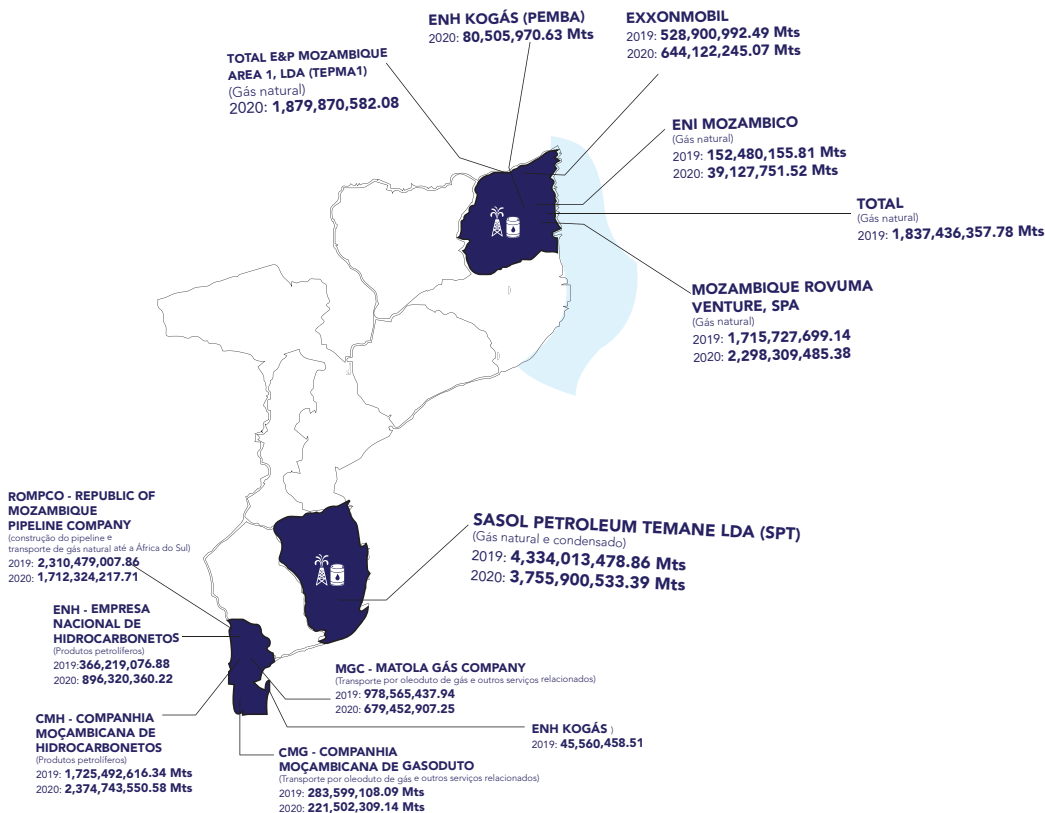 ENH KOGÁS (PEMBA)
2020: 80,505,970.63 Mts
EXXONMOBIL
2019: 528,900,992.49 Mts
2020: 644,122,245.07 Mts
TOTAL E&P MOZAMBIQUE
AREA 1, LDA (TEPMA1)
(Gás natural)
2020: 1,879,870,582.08
ENI MOZAMBICO
(Gás natural)
2019: 152,480,155.81 Mts
2020: 39,127,751.52 Mts
TOTAL
(Gás natural)
2019: 1,837,436,357.78 Mts
MOZAMBIQUE ROVUMA
VENTURE, SPA
(Gás natural)
2019: 1,715,727,699.14
2020: 2,298,309,485.38
ROMPCO - REPUBLIC OF
MOZAMBIQUE
PIPELINE COMPANY
(construção do pipeline e
transporte de gás natural até a África do Sul)
2019: 2,310,479,007.86
2020: 1,712,324,217.71
SASOL PETROLEUM TEMANE LDA (SPT)
(Gás natural e condensado)
2019: 4,334,013,478.86 Mts
2020: 3,755,900,533.39 Mts
ENH - EMPRESA
NACIONAL DE
HIDROCARBONETOS
(Produtos petrolíferos)
2019:366,219,076.88
2020: 896,320,360.22
MGC - MATOLA GÁS COMPANY
(Transporte por oleoduto de gás e outros serviços relacionados)
2019: 978,565,437.94
2020: 679,452,907.25
CMH - COMPANHIA
MOÇAMBICANA DE
HIDROCARBONETOS
(Produtos petrolíferos)
2019: 1,725,492,616.34 Mts
2020: 2,374,743,550.58 Mts
ENH KOGÁS )
2019: 45,560,458.51
CMG - COMPANHIA
MOÇAMBICANA DE GASODUTO
(Transporte por oleoduto de gás e outros serviços relacionados)
2019: 283,599,108.09 Mts
2020: 221,502,309.14 Mts